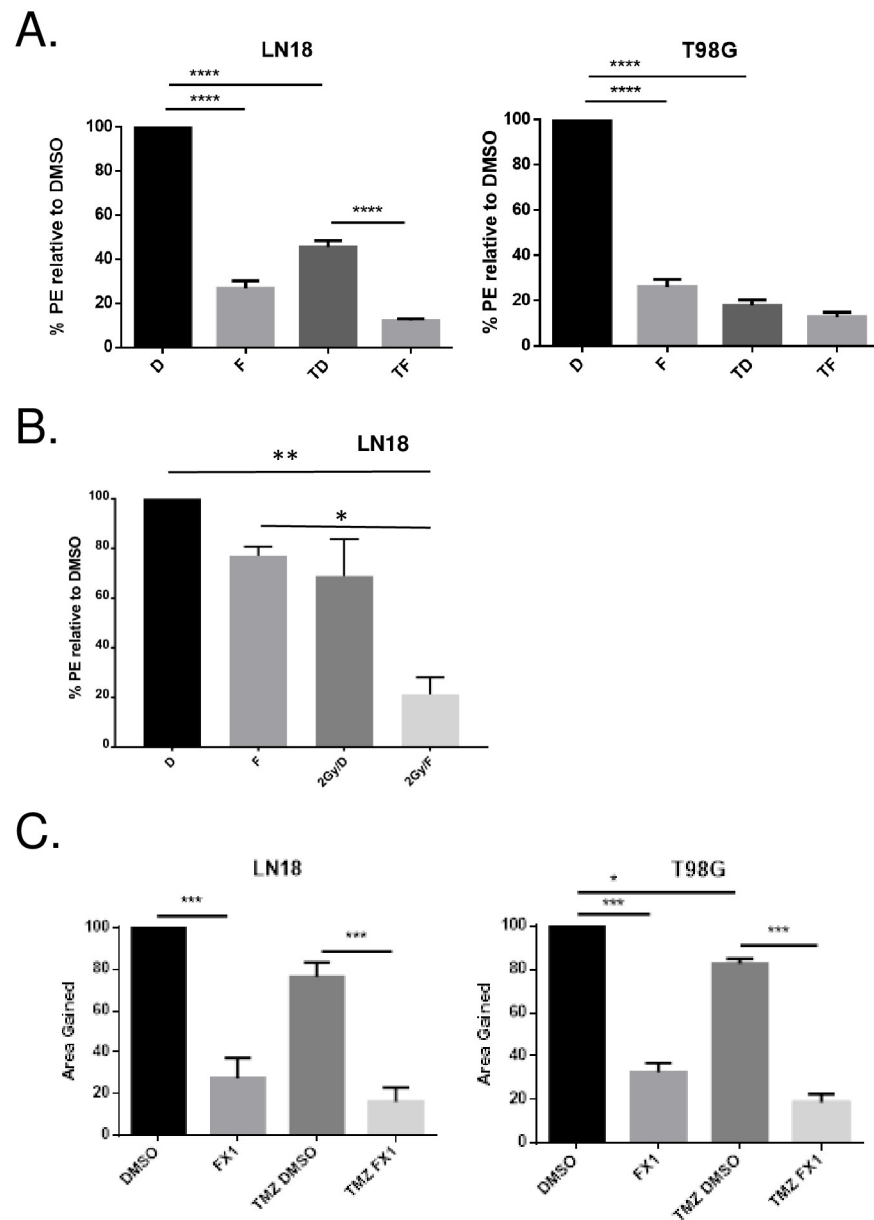 A.
LN18
****
****
****
% PE relative to DMSO
100
80
60
40
20
0
D
F
TD
TF
T98G
****
****
% PE relative to DMSO
100
80
60
40
20
0
D
F
TD
TF
B.
LN18
**
*
% PE relative to DMSO
100
80
60
40
20
0
D
F
2Gy/D
2Gy/F
C.
LN18
***
***
Area Gained
100
80
60
40
20
0
DMSO
FX1
TMZ DMSO
TMZ FX1
T98G
*
***
***
Area Gained
100
80
60
40
20
0
DMSO
FX1
TMZ DMSO
TMZ FX1